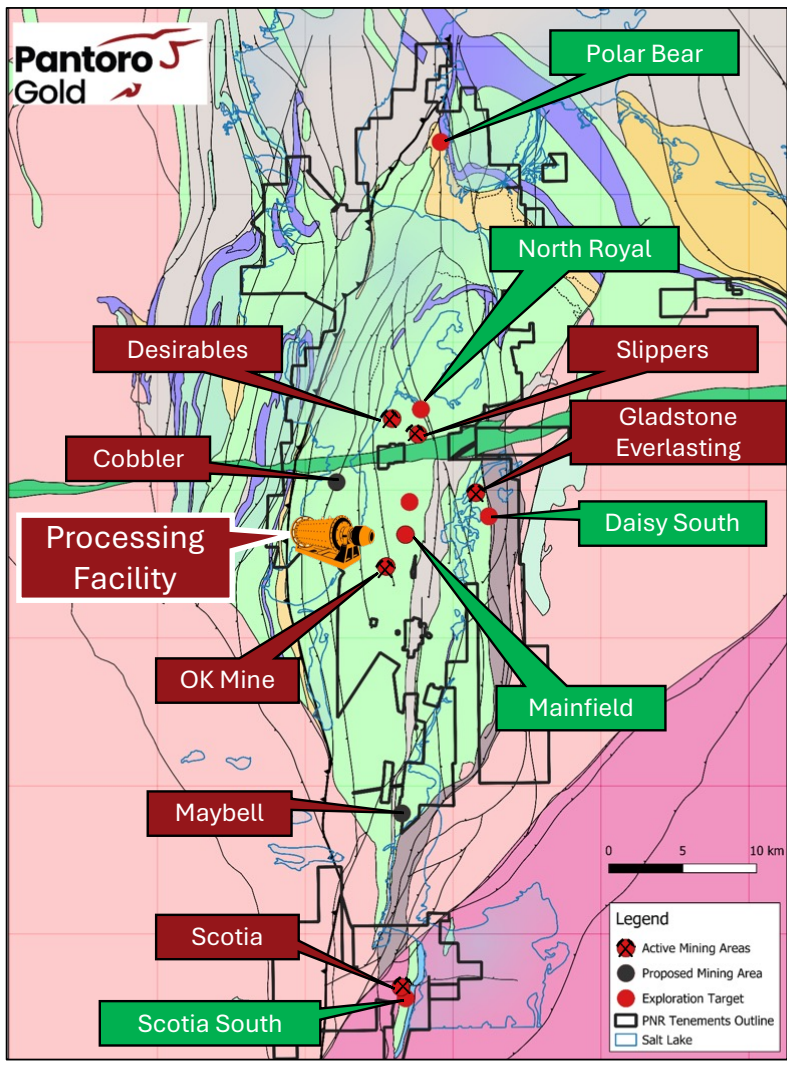 Pantoro
Gold
Polar Bear
North Royal
Desirables
Slippers
Gladstone
Everlasting
Cobbler
Daisy South
Processing
Facility
OK Mine
Mainfield
Maybell
0 5 10 km
Scotia
Scotia South
Legend
Active Mining Areas
Proposed Mining Area
Exploration Target
PNR Tenements Outline
Salt Lake